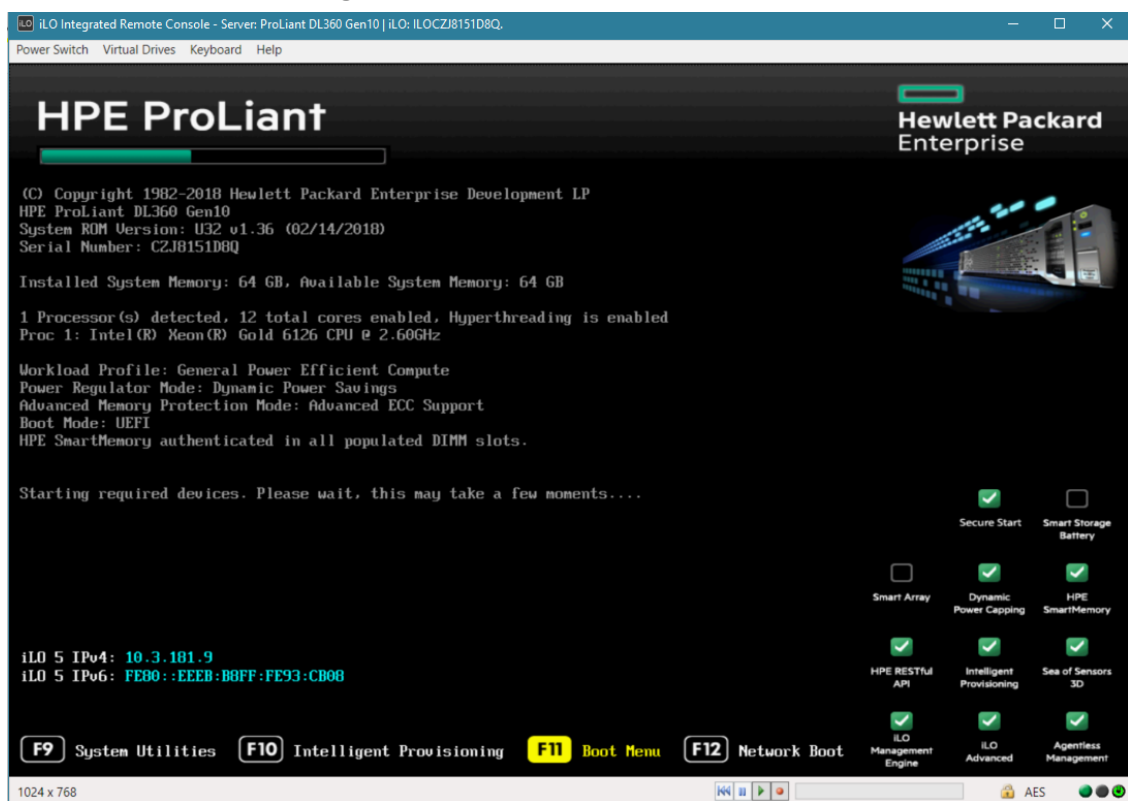 iLO Integrated Remote Console - Server: ProLiant DL360 Gen10 | iLO: ILOCZJ8151D8Q.
Power Switch Virtual Drives Keyboard Help
HPE ProLiant
Hewlett Packard
Enterprise
(C) Copyright 1982-2018 Hewlett Packard Enterprise Development LP
HPE ProLiant DL360 Gen10
System ROM Version: U32 v1.36 (02/14/2018)
Serial Number: CZJ8151D8Q
Installed System Memory: 64 GB, Available System Memory: 64 GB
1 Processor(s) detected, 12 total cores enabled, Hyperthreading is enabled
Proc 1: Intel(R) Xeon(R) Gold 6126 CPU @ 2.60GHz
Workload Profile: General Power Efficient Compute
Power Regulator Mode: Dynamic Power Savings
Advanced Memory Protection Mode: Advanced ECC Support
Boot Mode: UEFI
HPE SmartMemory authenticated in all populated DIMM slots.
Starting required devices. Please wait, this may take a few moments....
Secure Start
Smart Storage
Battery
Smart Array
Dynamic
Power Capping
HPE
SmartMemory
iLO 5 IPv4: 10.3.181.9
iLO 5 IPv6: FE80::EEEB:B8FF:FE93:CB08
HPE RESTful
API
Intelligent
Provisioning
Sea of Sensors
3D
F9 System Utilities F10 Intelligent Provisioning F11 Boot Menu F12 Network Boot
iLO
Management
Engine
iLO
Advanced
Agentless
Management
1024 x 768
AES